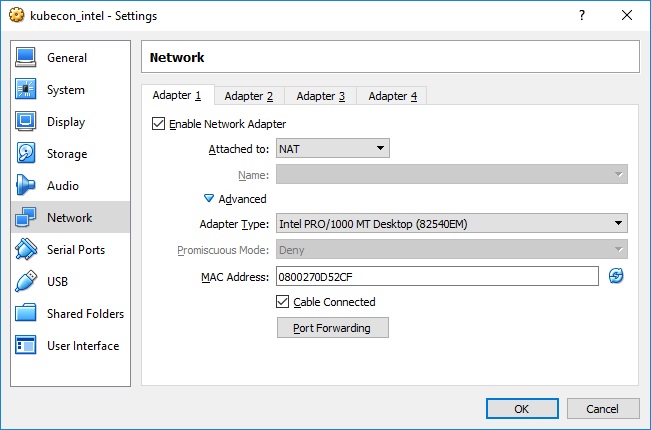 kubecon_intel - Settings
? ×
General
System
Display
Storage
Audio
Network
Serial Ports
USB
Shared Folders
User Interface
Network
Adapter 1 Adapter 2 Adapter 3 Adapter 4
Enable Network Adapter
Attached to: NAT
Name:
Advanced
Adapter Type: Intel PRO/1000 MT Desktop (82540EM)
Promiscuous Mode: Deny
MAC Address: 0800270D52CF
Cable Connected
Port Forwarding
OK Cancel